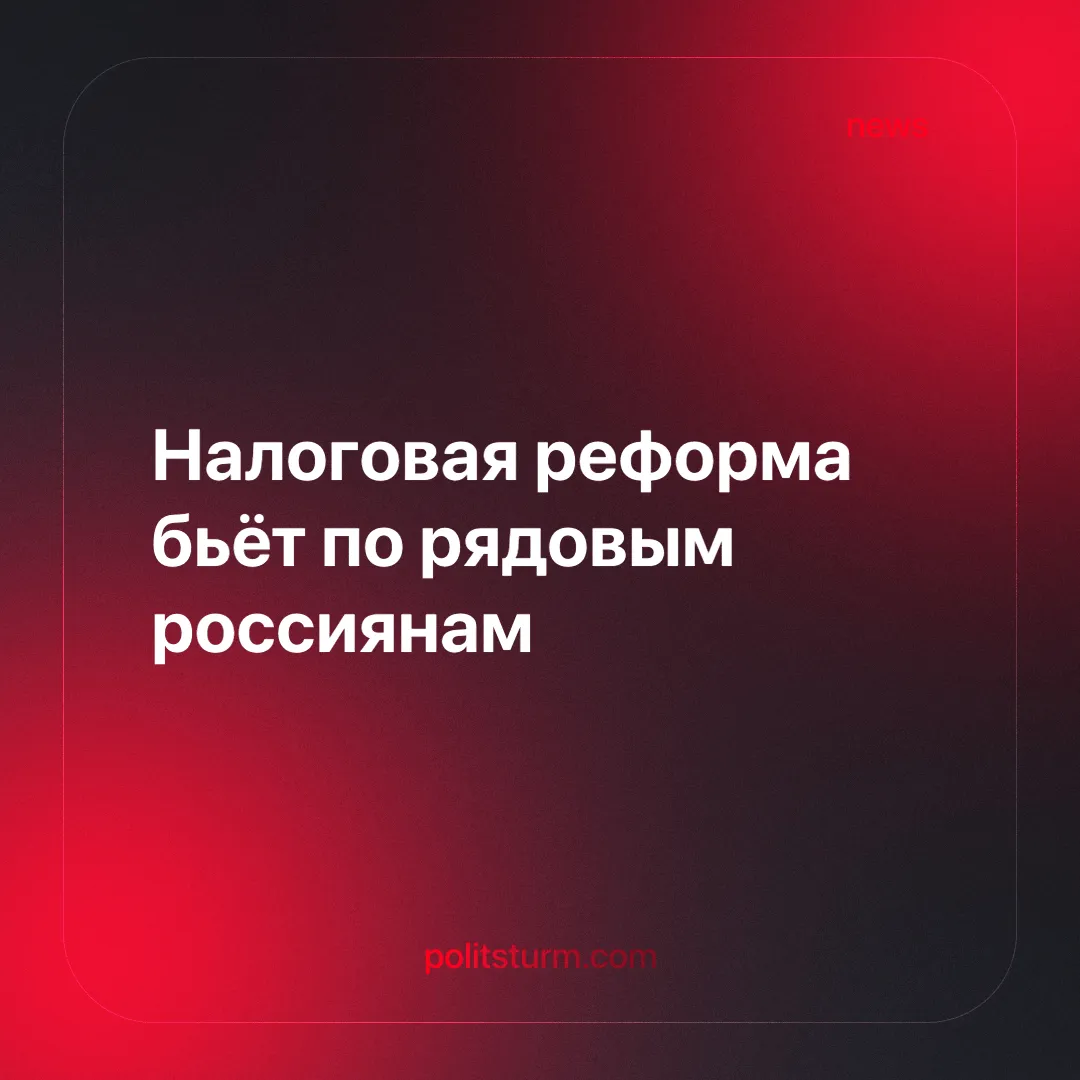 news
Налоговая реформа
бьёт по рядовым
россиянам
politsturm.com